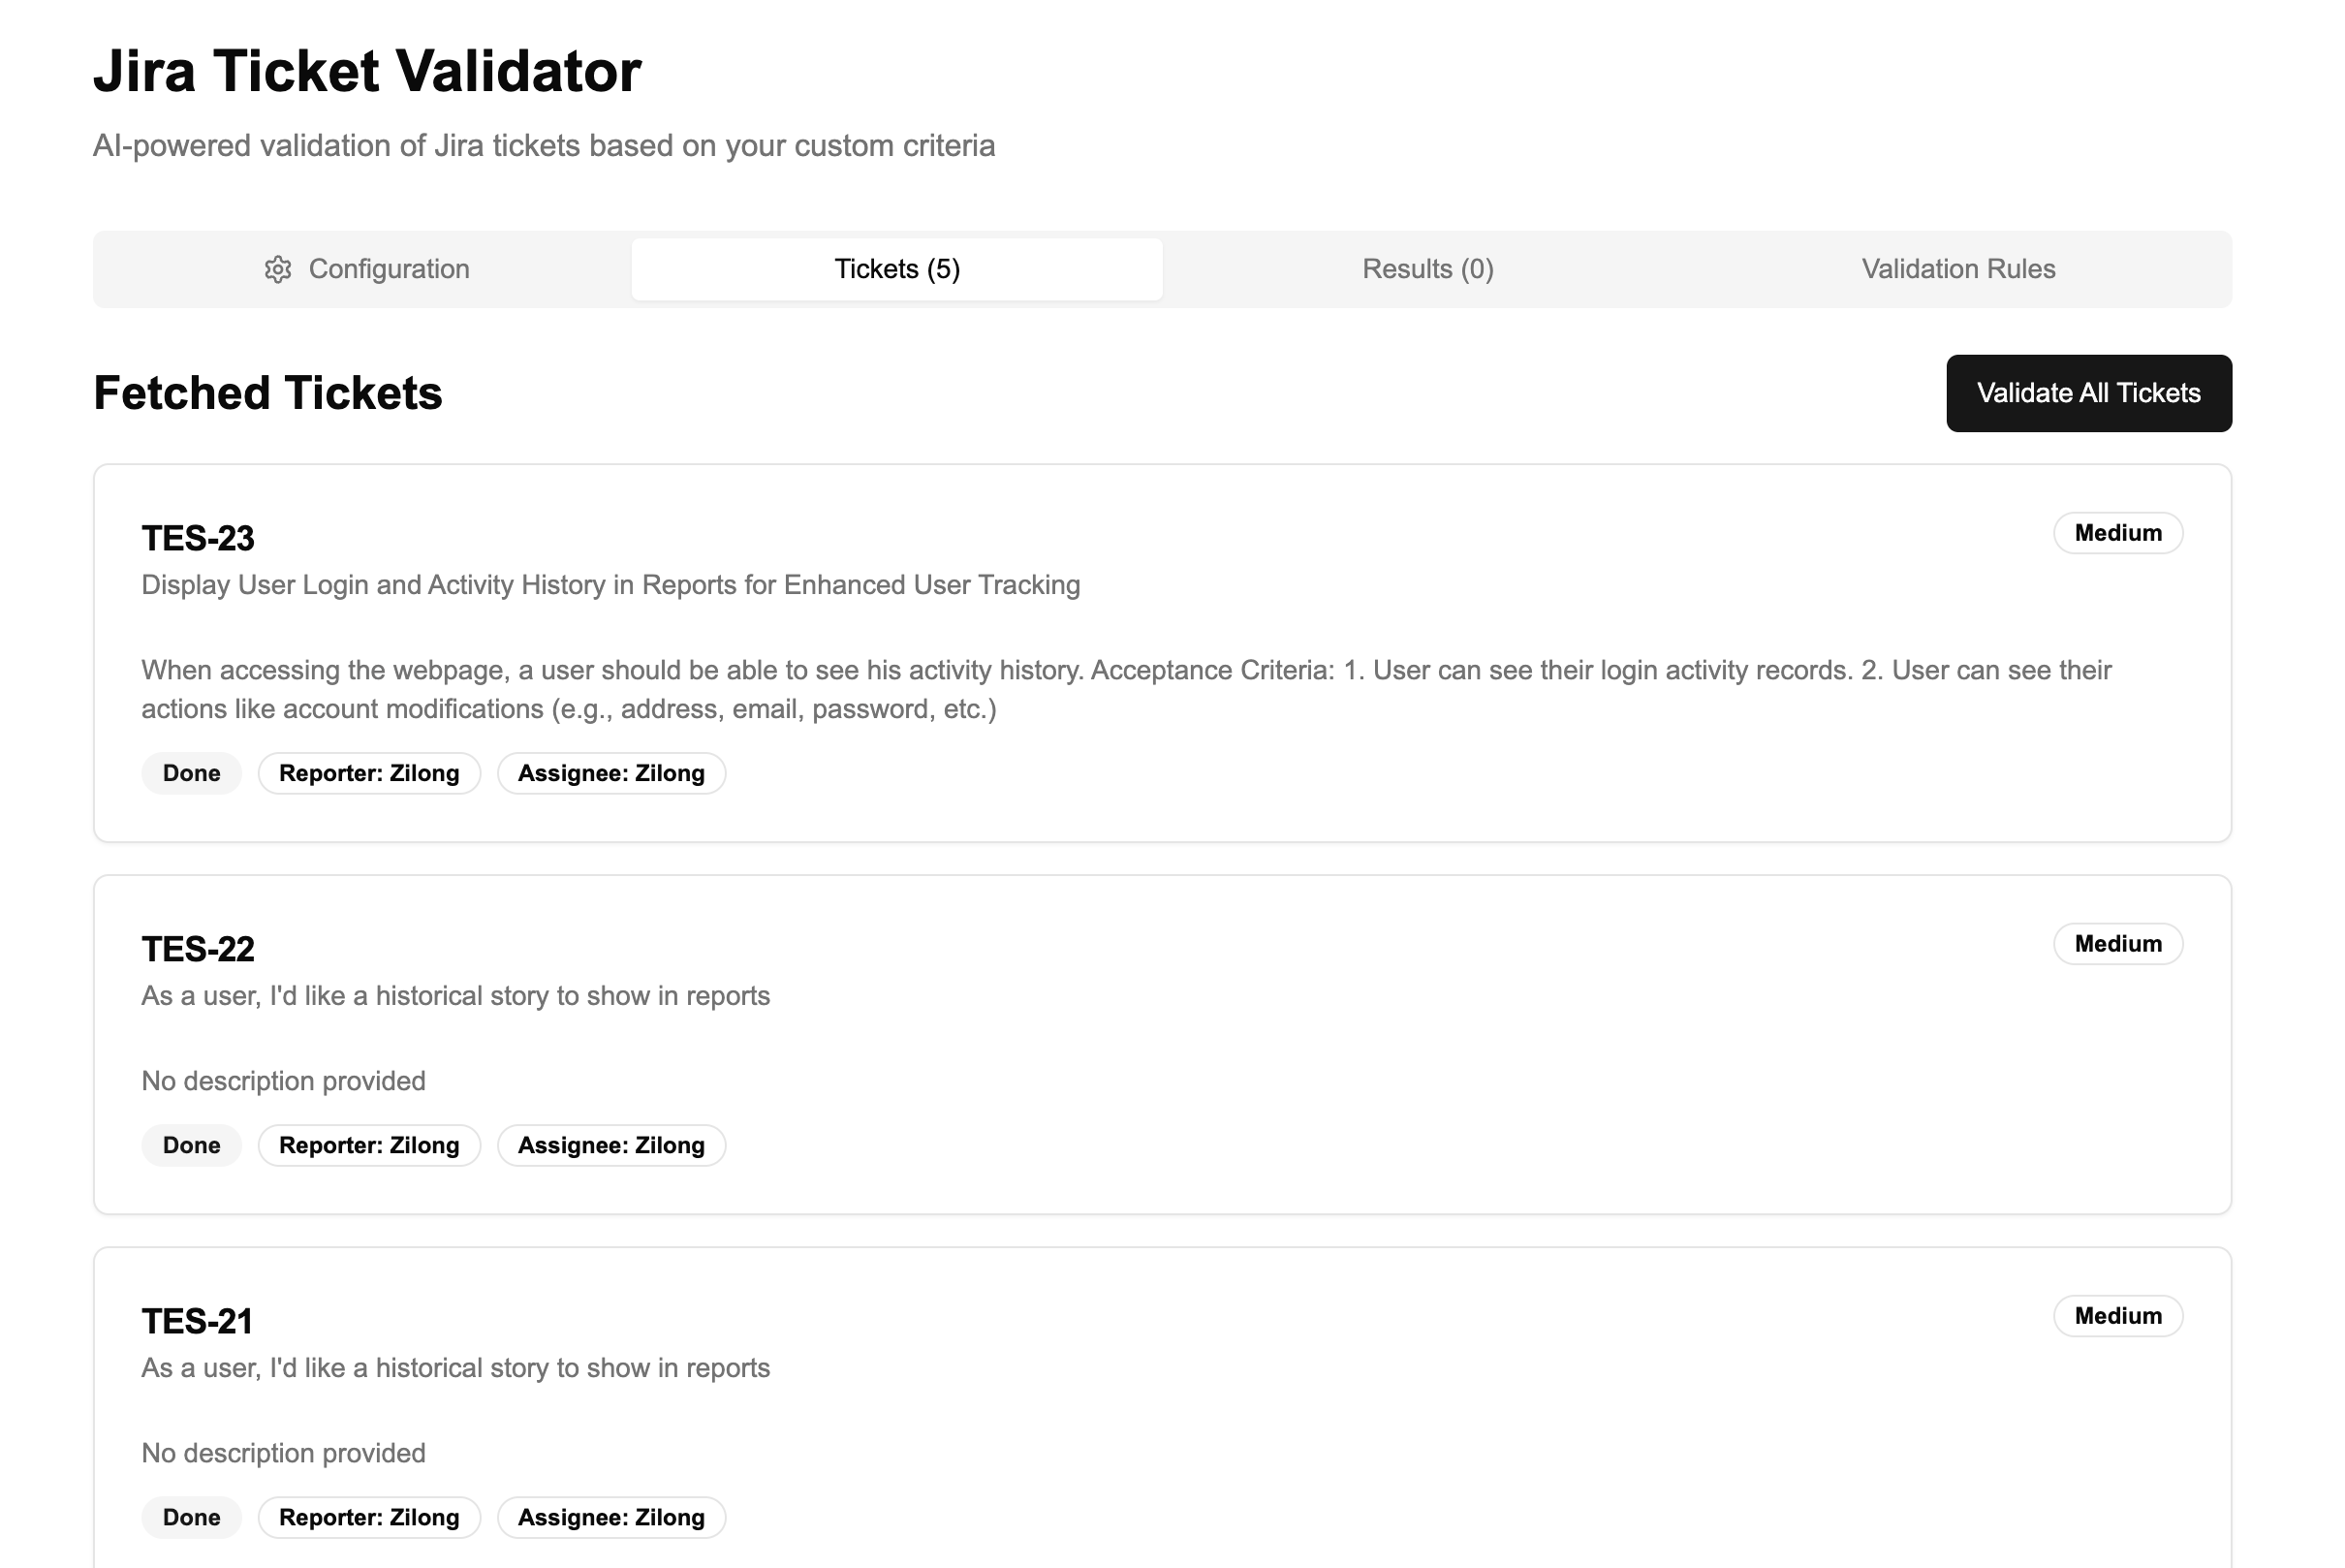 Jira Ticket Validator
AI-powered validation of Jira tickets based on your custom criteria
Configuration
Tickets (5)
Results (0)
Validation Rules
Fetched Tickets
Validate All Tickets
TES-23
Medium
Display User Login and Activity History in Reports for Enhanced User Tracking
When accessing the webpage, a user should be able to see his activity history. Acceptance Criteria: 1. User can see their login activity records. 2. User can see their
actions like account modifications (e.g., address, email, password, etc.)
Done
Reporter: Zilong
Assignee: Zilong
TES-22
Medium
As a user, I'd like a historical story to show in reports
No description provided
Done
Reporter: Zilong
Assignee: Zilong
TES-21
Medium
As a user, I'd like a historical story to show in reports
No description provided
Done
Reporter: Zilong
Assignee: Zilong